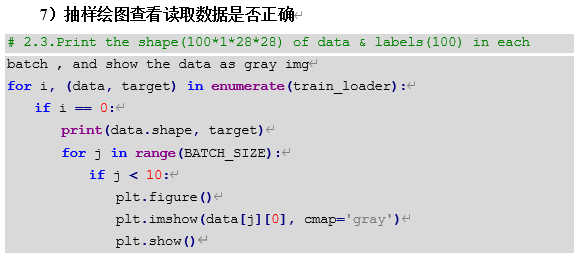 7）抽样绘图查看读取数据是否正确
# 2.3.Print the shape(100*1*28*28) of data & labels(100) in each
batch , and show the data as gray img↵
for i, (data, target) in enumerate(train_loader):↵
    if i == 0:↵
        print(data.shape, target)↵
        for j in range(BATCH_SIZE):↵
            if j < 10:↵
                plt.figure()↵
                plt.imshow(data[j][0], cmap='gray')↵
                plt.show()↵